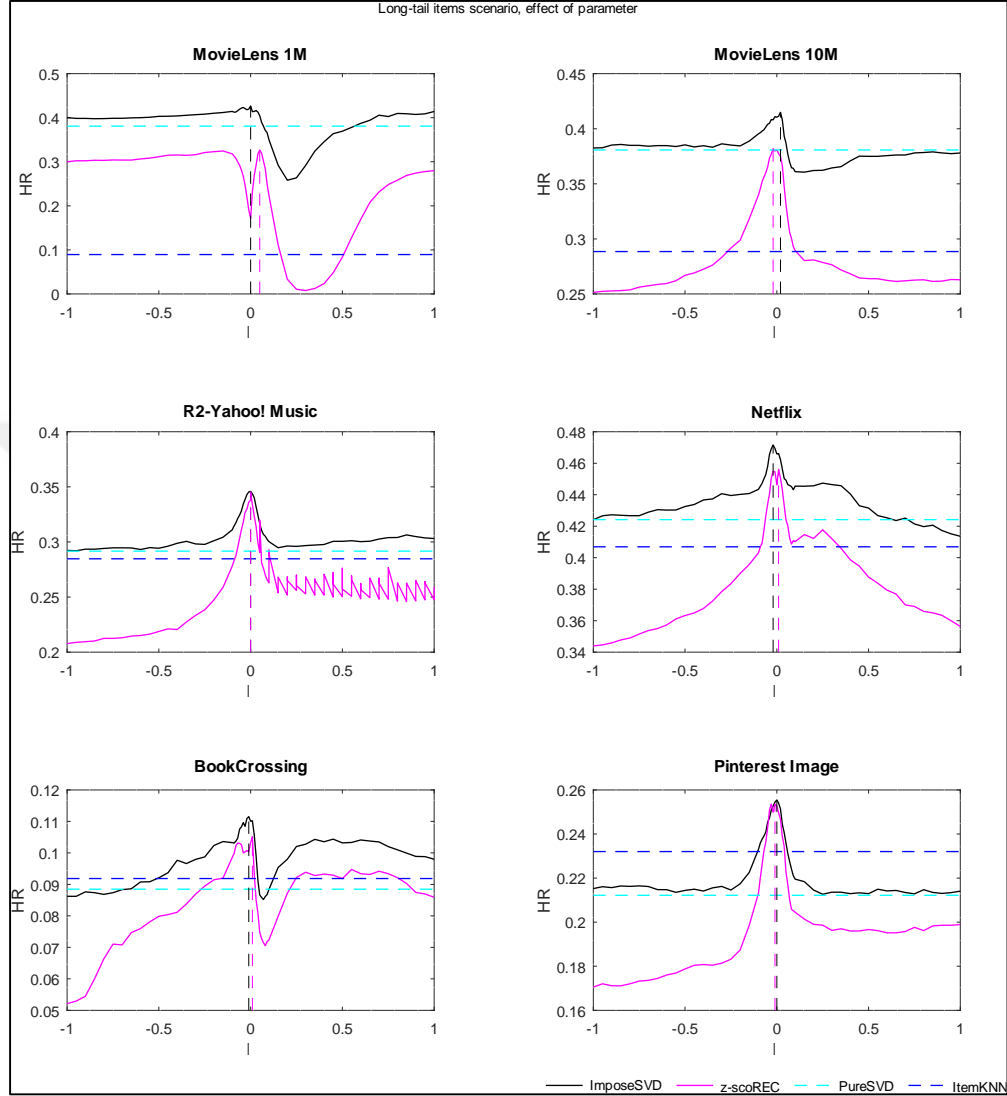 Long-tail items scenario, effect of parameter
MovieLens 1M
0.5
0.4
0.3
0.2
0.1
0
HR
-1 -0.5 0 0.5 1
l
MovieLens 10M
0.45
0.4
0.35
0.3
0.25
HR
-1 -0.5 0 0.5 1
l
R2-Yahoo! Music
0.4
0.35
0.3
0.25
0.2
HR
-1 -0.5 0 0.5 1
l
Netflix
0.48
0.46
0.44
0.42
0.4
0.38
0.36
0.34
HR
-1 -0.5 0 0.5 1
l
BookCrossing
0.12
0.11
0.1
0.09
0.08
0.07
0.06
0.05
HR
-1 -0.5 0 0.5 1
l
Pinterest Image
0.26
0.24
0.22
0.2
0.18
0.16
HR
-1 -0.5 0 0.5 1
l
ImposeSVD z-scoREC PureSVD ItemKNN